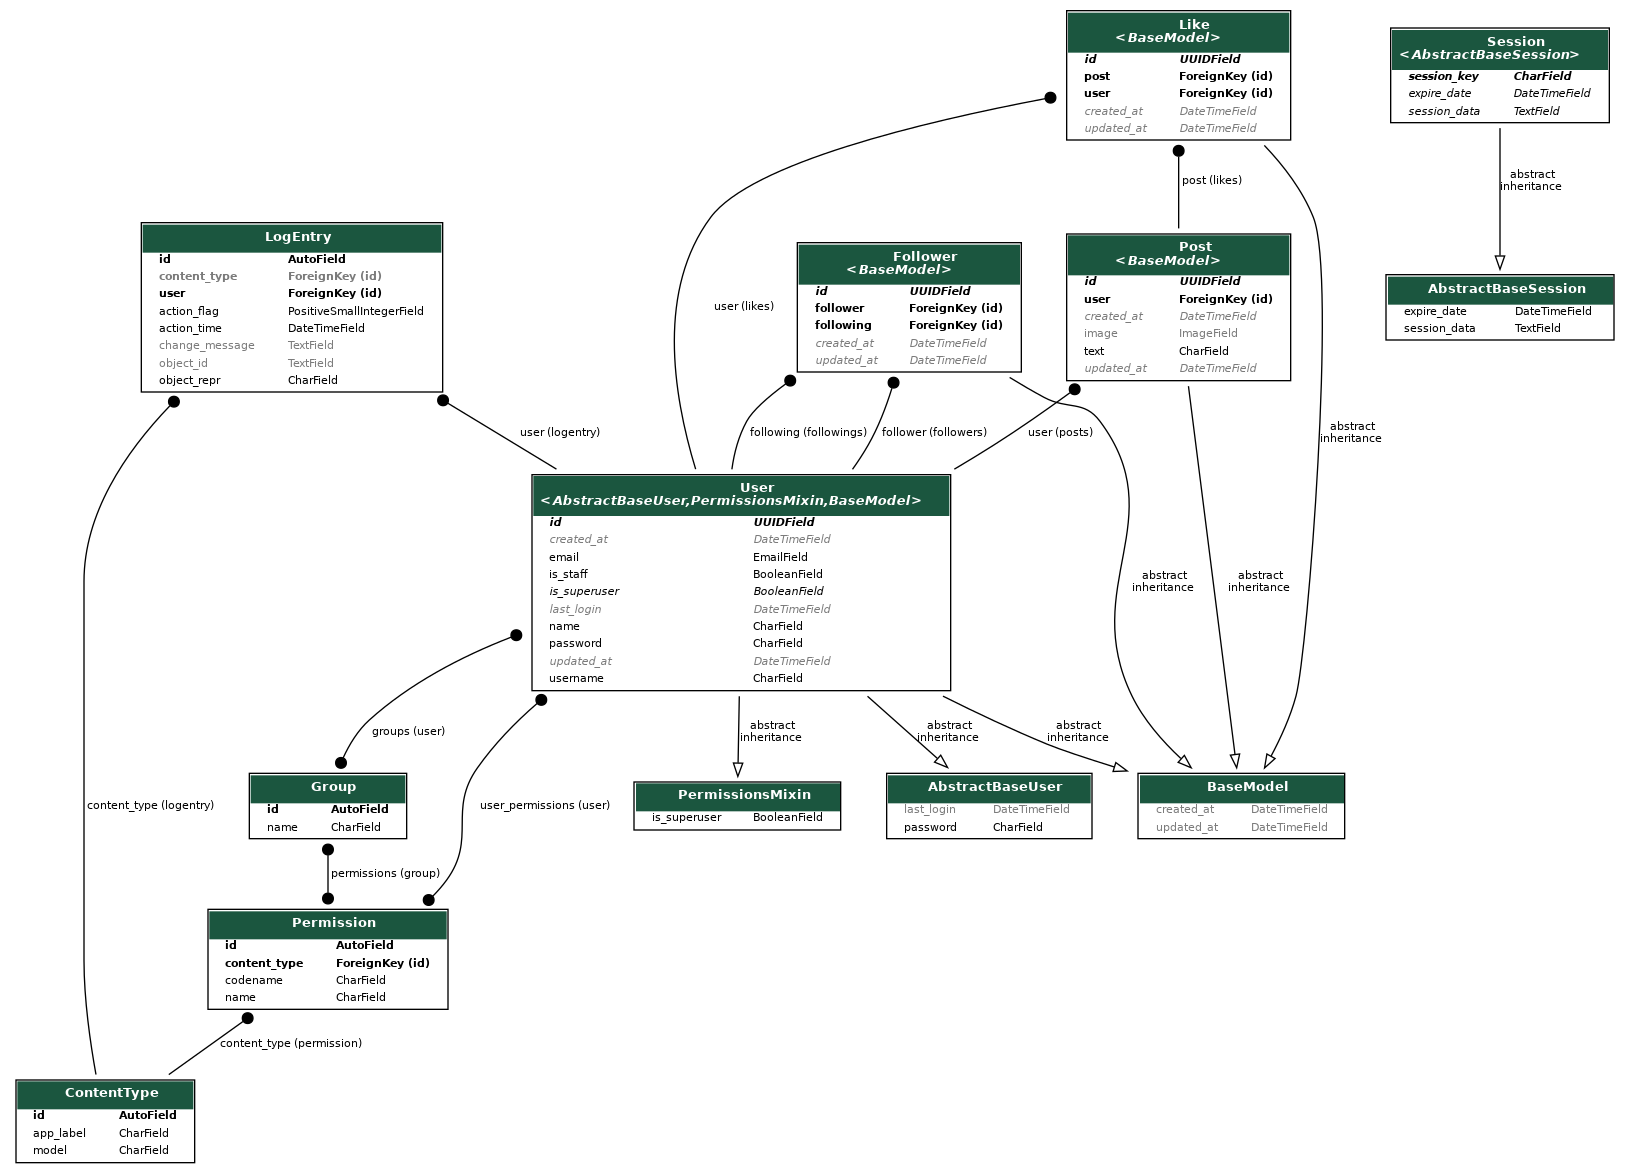 Like
<BaseModel>
id UUIDField
post ForeignKey (id)
user ForeignKey (id)
created_at DateTimeField
updated_at DateTimeField
Session
<AbstractBaseSession>
session_key CharField
expire_date DateTimeField
session_data TextField
post (likes)
abstract
inheritance
LogEntry
id AutoField
content_type ForeignKey (id)
user ForeignKey (id)
action_flag PositiveSmallIntegerField
action_time DateTimeField
change_message TextField
object_id TextField
object_repr CharField
user (likes)
Follower
<BaseModel>
id UUIDField
follower ForeignKey (id)
following ForeignKey (id)
created_at DateTimeField
updated_at DateTimeField
Post
<BaseModel>
id UUIDField
user ForeignKey (id)
created_at DateTimeField
image ImageField
text CharField
updated_at DateTimeField
AbstractBaseSession
expire_date DateTimeField
session_data TextField
user (logentry)
following (followings)
follower (followers)
user (posts)
abstract
inheritance
User
<AbstractBaseUser,PermissionsMixin,BaseModel>
id UUIDField
created_at DateTimeField
email EmailField
is_staff BooleanField
is_superuser BooleanField
last_login DateTimeField
name CharField
password CharField
updated_at DateTimeField
username CharField
abstract
inheritance
abstract
inheritance
groups (user)
abstract
inheritance
abstract
inheritance
abstract
inheritance
content_type (logentry)
Group
id AutoField
name CharField
user_permissions (user)
PermissionsMixin
is_superuser BooleanField
AbstractBaseUser
last_login DateTimeField
password CharField
BaseModel
created_at DateTimeField
updated_at DateTimeField
permissions (group)
Permission
id AutoField
content_type ForeignKey (id)
codename CharField
name CharField
content_type (permission)
ContentType
id AutoField
app_label CharField
model CharField